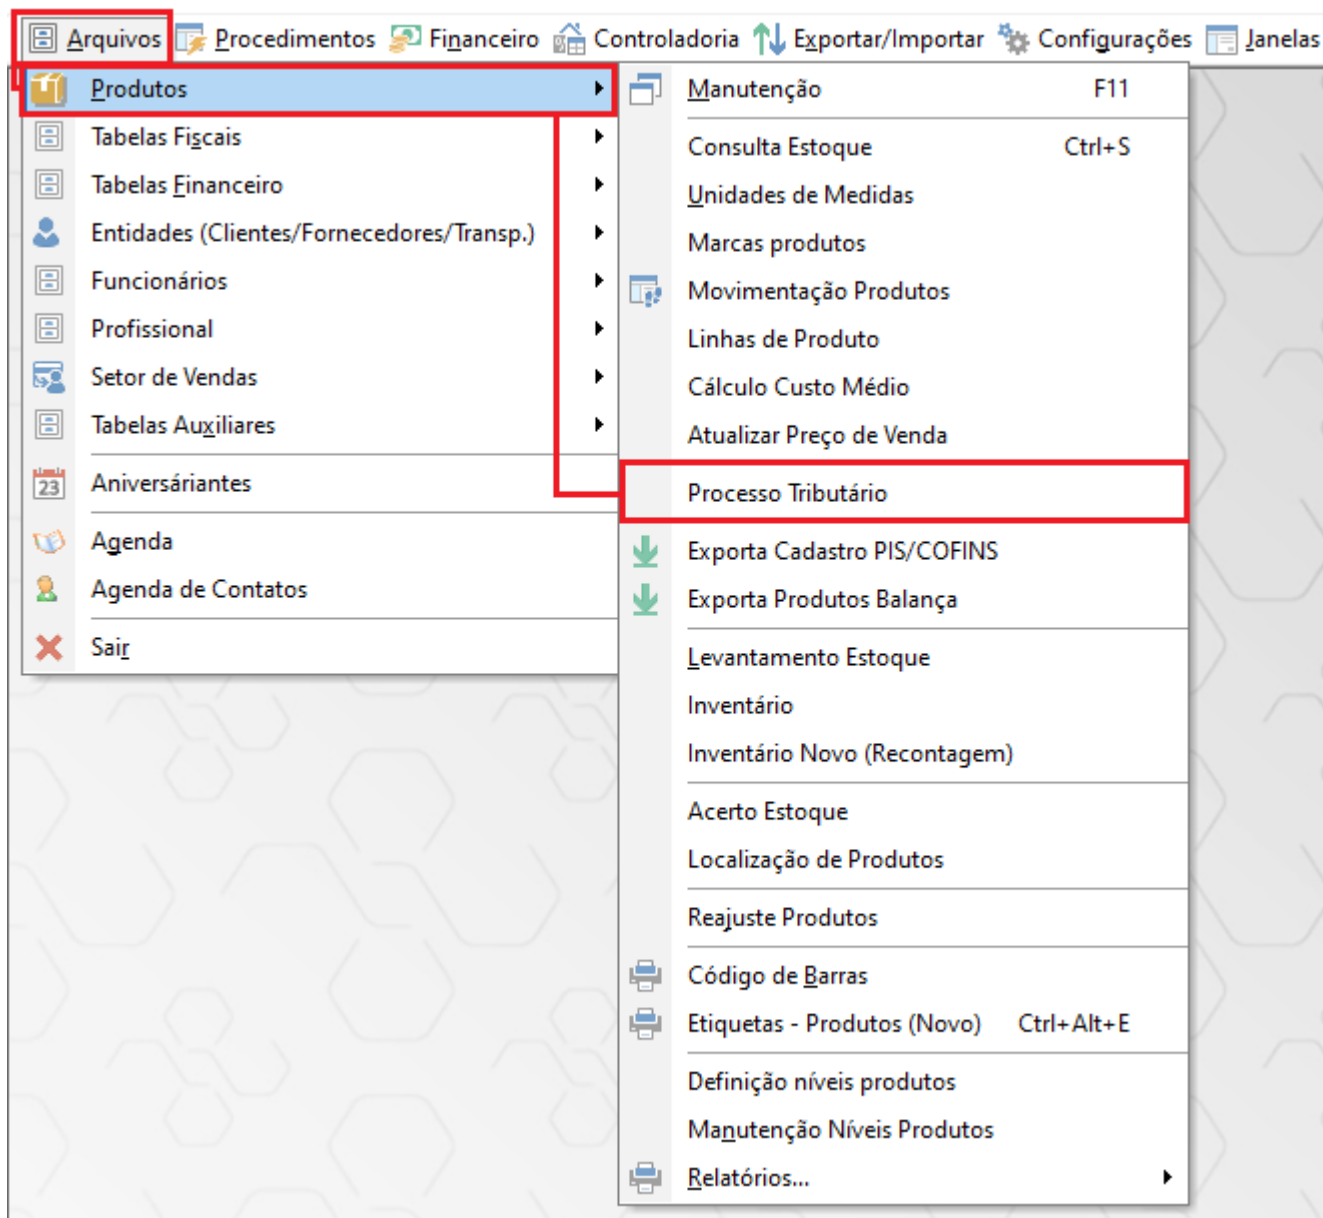 Arquivos Procedimentos Financeiro Controladoria Exportar/Importar Configurações Janelas
Produtos
Tabelas Fiscais
Tabelas Financeiro
Entidades (Clientes/Fornecedores/Transp.)
Funcionários
Profissional
Setor de Vendas
Tabelas Auxiliares
23 Aniversáriantes
Agenda
Agenda de Contatos
Sair
Manutenção F11
Consulta Estoque Ctrl+S
Unidades de Medidas
Marcas produtos
Movimentação Produtos
Linhas de Produto
Cálculo Custo Médio
Atualizar Preço de Venda
Processo Tributário
Exporta Cadastro PIS/COFINS
Exporta Produtos Balança
Levantamento Estoque
Inventário
Inventário Novo (Recontagem)
Acerto Estoque
Localização de Produtos
Reajuste Produtos
Código de Barras
Etiquetas - Produtos (Novo) Ctrl+Alt+E
Definição níveis produtos
Manutenção Níveis Produtos
Relatórios...